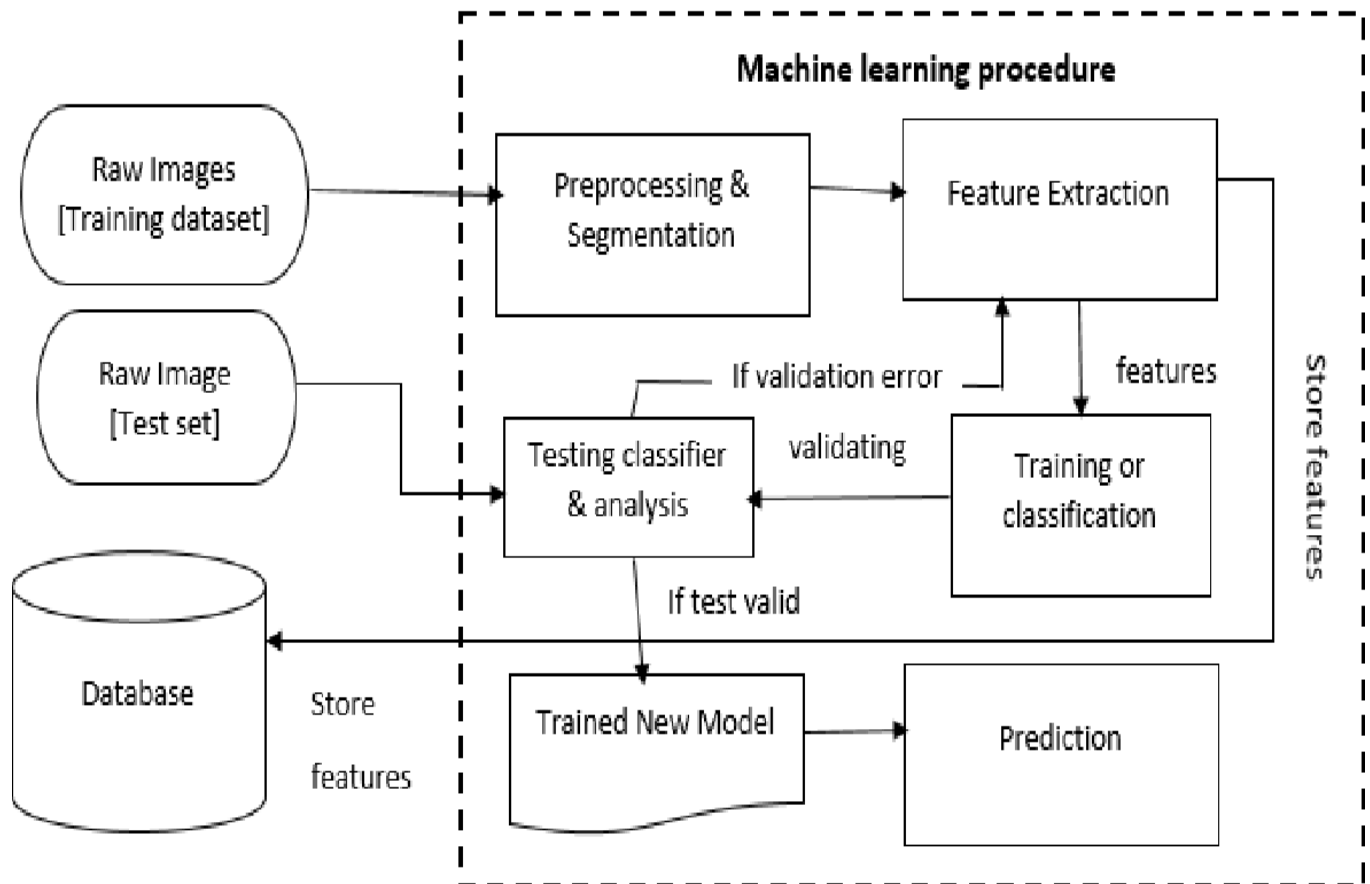 Machine learning procedure
Raw Images
[Training dataset]
Preprocessing &
Segmentation
Feature Extraction
Raw Image
[Test set]
If validation error
features
Store features
Testing classifier
& analysis
validating
Training or
classification
If test valid
Database
Store
features
Trained New Model
Prediction